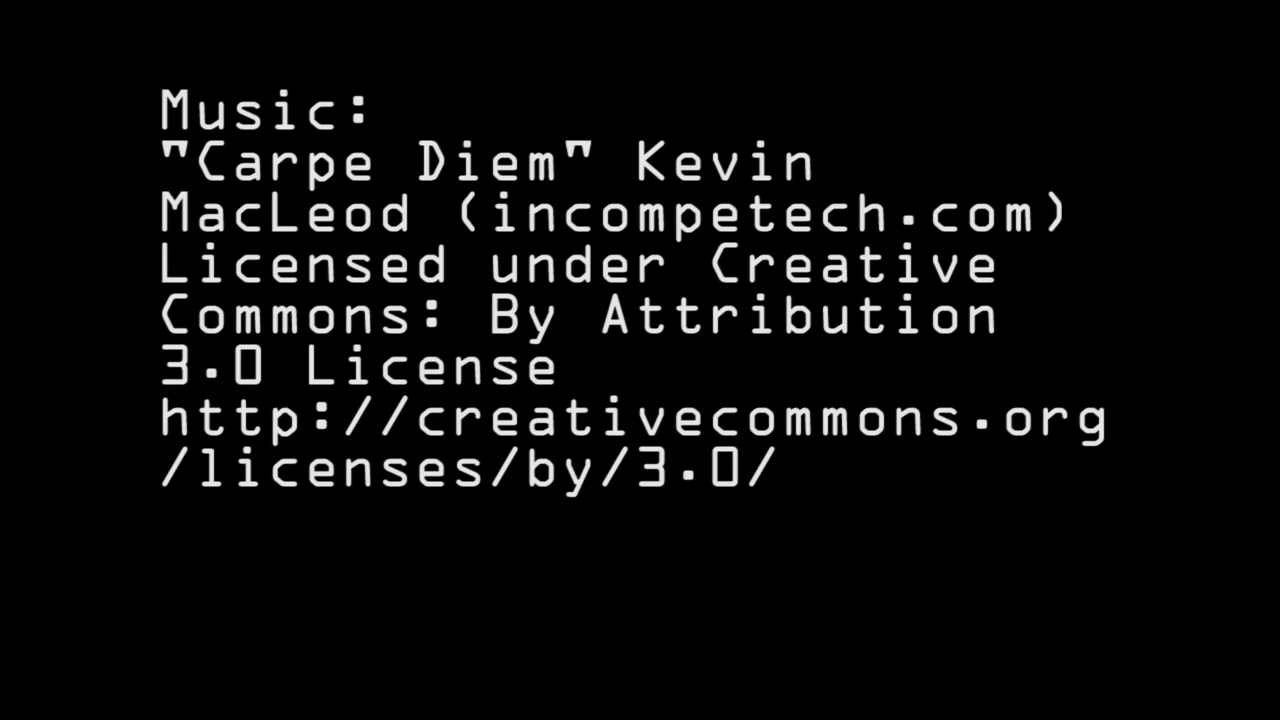 Music:
"Carpe Diem" Kevin
MacLeod (incompetech.com)
Licensed under Creative
Commons: By Attribution
3.0 License
http://creativecommons.org
/licenses/by/3.0/